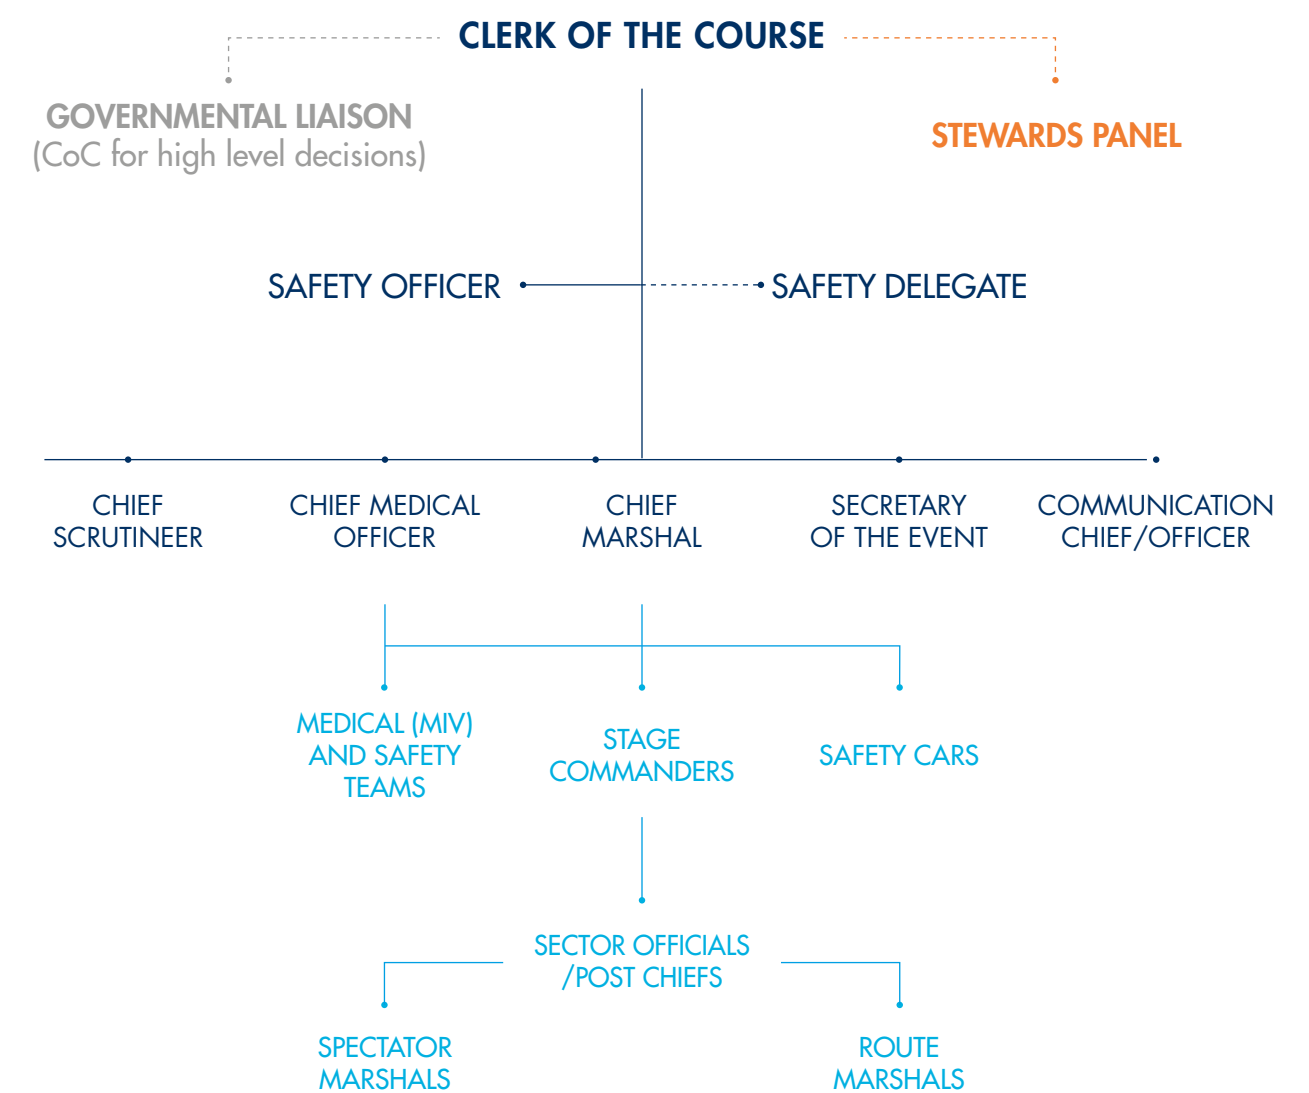 CLERK OF THE COURSE
GOVERNMENTAL LIAISON
(CoC for high level decisions)
STEWARDS PANEL
SAFETY OFFICER
SAFETY DELEGATE
CHIEF
SCRUTINEER
CHIEF MEDICAL
OFFICER
CHIEF
MARSHAL
SECRETARY
OF THE EVENT
COMMUNICATION
CHIEF/OFFICER
MEDICAL (MIV)
AND SAFETY
TEAMS
STAGE
COMMANDERS
SAFETY CARS
SECTOR OFFICIALS
/POST CHIEFS
SPECTATOR
MARSHALS
ROUTE
MARSHALS